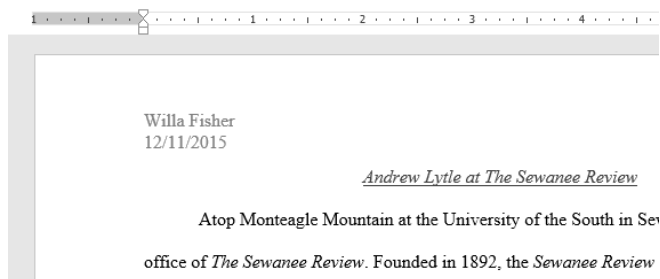 1 1 2 3 4
Willa Fisher
12/11/2015
Andrew Lytle at The Sewanee Review
Atop Monteagle Mountain at the University of the South in
office of The Sewanee Review. Founded in 1892, the Sewanee Review